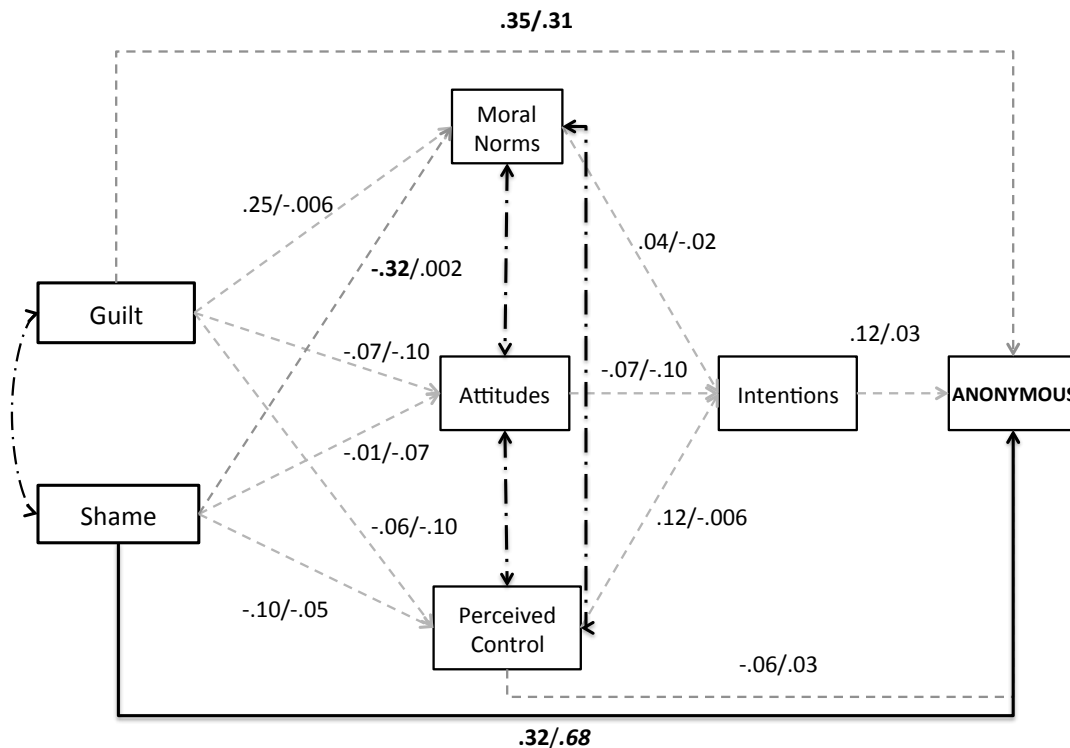 .35/.31
Moral
Norms
.25/-.006
.04/-.02
-.32/.002
Guilt
-.07/-.10
.12/.03
-.07/-.10
Attitudes
Intentions
ANONYMOUS
-.01/-.07
Shame
-.06/-.10
.12/-.006
-.10/-.05
Perceived
Control
-.06/.03
.32/.68